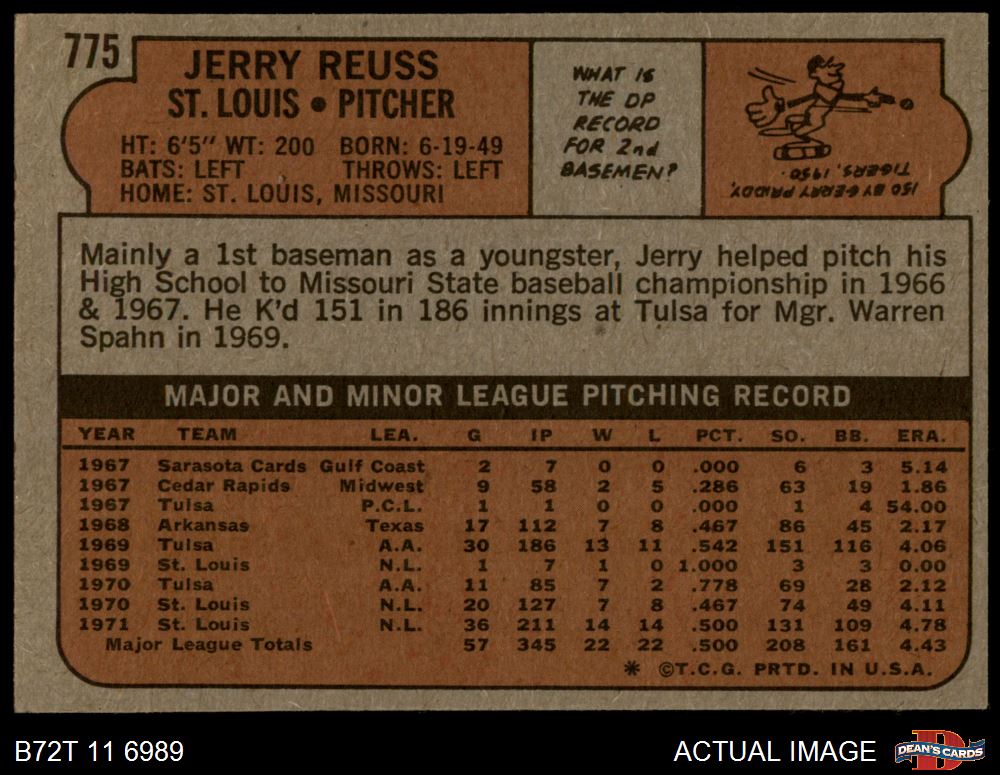 775
JERRY REUSS
ST. LOUIS • PITCHER
HT: 6'5" WT: 200 BORN: 6-19-49
BATS: LEFT THROWS: LEFT
HOME: ST. LOUIS, MISSOURI
WHAT IS
THE DP
RECORD
FOR 2nd
BASEMEN?
150 BY GERRY PRIDDY,
TIGERS, 1950.
Mainly a 1st baseman as a youngster, Jerry helped pitch his
High School to Missouri State baseball championship in 1966
& 1967. He K'd 151 in 186 innings at Tulsa for Mgr. Warren
Spahn in 1969.
MAJOR AND MINOR LEAGUE PITCHING RECORD
YEAR TEAM LEA. G IP W L PCT. SO. BB. ERA.
1967 Sarasota Cards Gulf Coast 2 7 0 0 .000 6 3 5.14
1967 Cedar Rapids Midwest 9 58 2 5 .286 63 19 1.86
1967 Tulsa P.C.L. 1 1 0 0 .000 1 4 54.00
1968 Arkansas Texas 17 112 7 8 .467 86 45 2.17
1969 Tulsa A.A. 30 186 13 11 .542 151 116 4.06
1969 St. Louis N.L. 1 7 1 0 1.000 3 3 0.00
1970 Tulsa A.A. 11 85 7 2 .778 69 28 2.12
1970 St. Louis N.L. 20 127 7 8 .467 74 49 4.11
1971 St. Louis N.L. 36 211 14 14 .500 131 109 4.78
Major League Totals 57 345 22 22 .500 208 161 4.43
* ©T.C.G. PRTD. IN U.S.A.
B72T 11 6989
ACTUAL IMAGE
DEAN'S CARDS